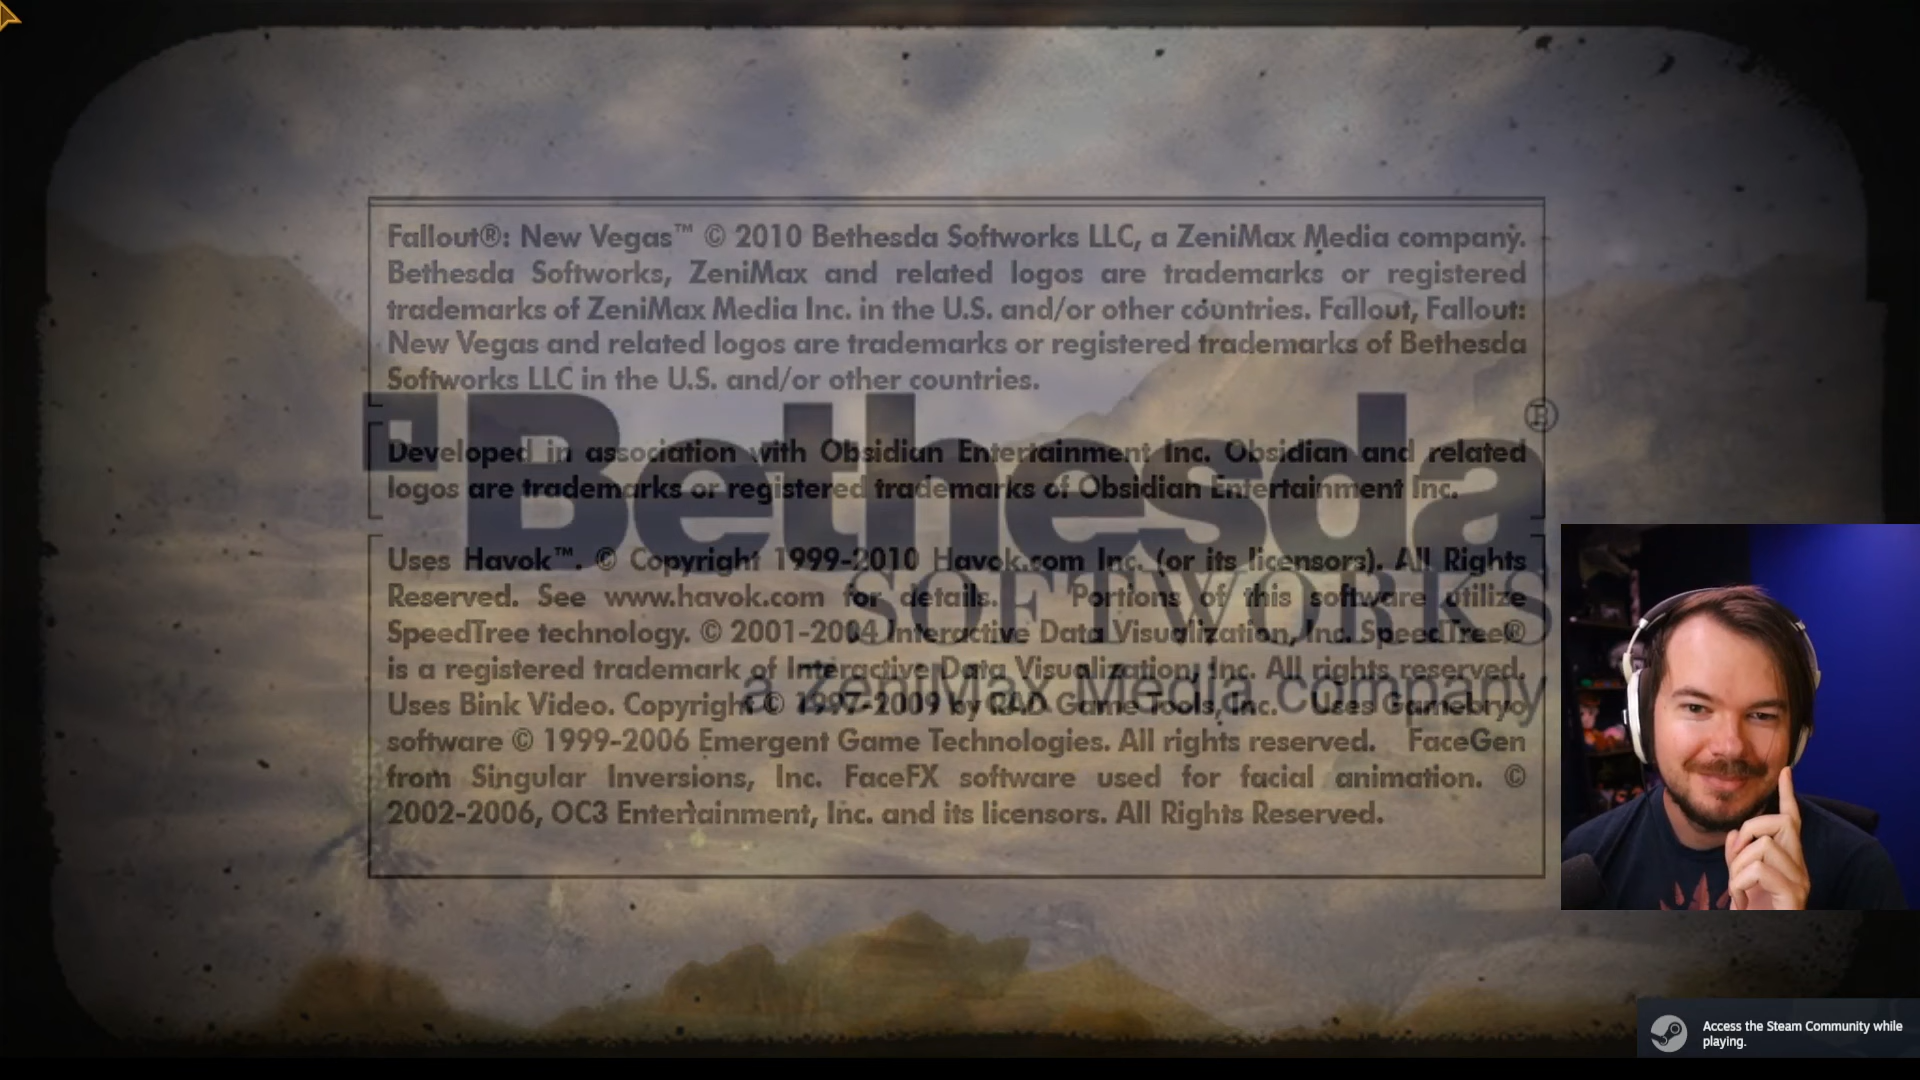 Fallout®: New Vegas™ © 2010 Bethesda Softworks LLC, a ZeniMax Media company.
Bethesda Softworks, ZeniMax and related logos are trademarks or registered
trademarks of ZeniMax Media Inc. in the U.S. and/or other countries. Fallout, Fallout:
New Vegas and related logos are trademarks or registered trademarks of Bethesda
Softworks LLC in the U.S. and/or other countries.
Bethesda®
Developed in association with Obsidian Entertainment Inc. Obsidian and related
logos are trademarks or registered trademarks of Obsidian Entertainment Inc.
Uses Havok™. © Copyright 1999-2010 Havok.com Inc. (or its licensors). All Rights
Reserved. See www.havok.com for details. Portions of this software utilize
SOFTWORKS
SpeedTree technology. © 2001-2004 Interactive Data Visualization, Inc. SpeedTree®
is a registered trademark of Interactive Data Visualization, Inc. All rights reserved.
a ZeniMax Media company
Uses Bink Video. Copyright © 1997-2009 by RAD Game Tools, Inc. Uses Gamebryo
software © 1999-2006 Emergent Game Technologies. All rights reserved. FaceGen
from Singular Inversions, Inc. FaceFX software used for facial animation. ©
2002-2006, OC3 Entertainment, Inc. and its licensors. All Rights Reserved.
Access the Steam Community while
playing.